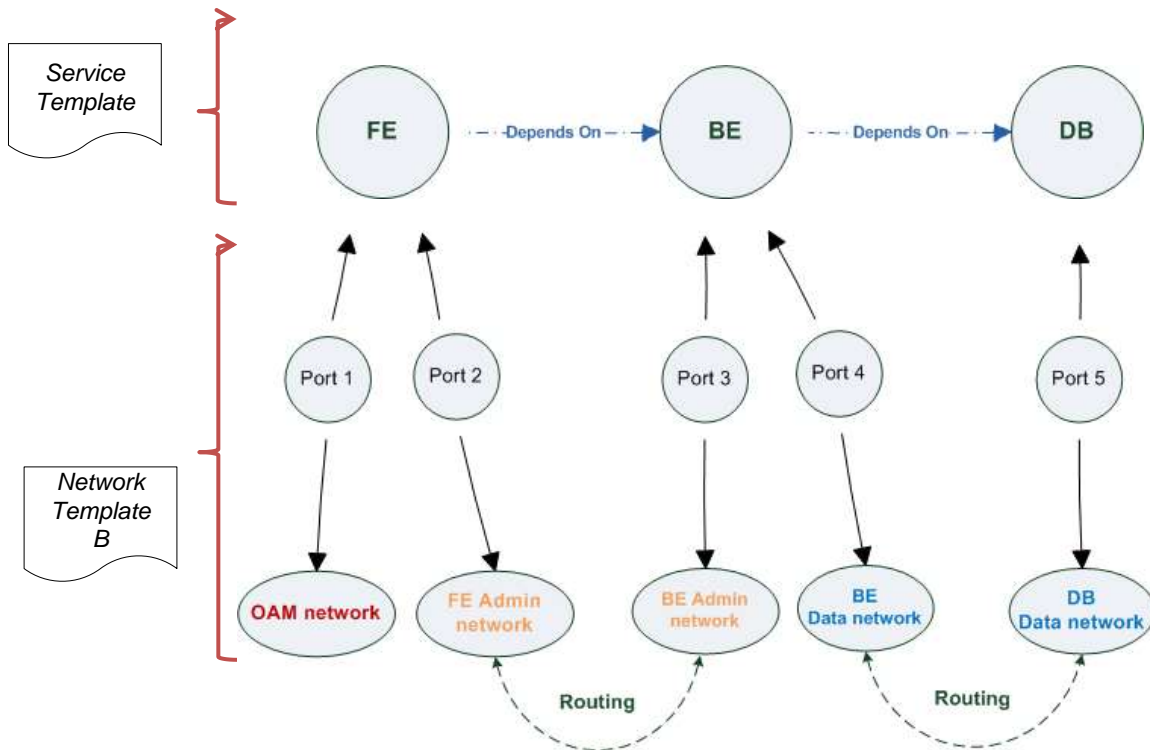 Service
Template
FE
Depends On
BE
Depends On
DB
Port 1
Port 2
Port 3
Port 4
Port 5
Network
Template
B
OAM network
FE Admin
network
BE Admin
network
BE
Data network
DB
Data network
Routing
Routing